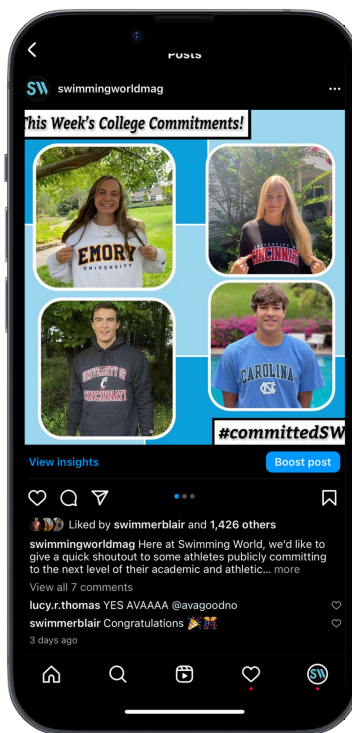 Posts
SW swimmingworldmag
This Week's College Commitments!
EMORY
UNIVERSITY
CINCINNATI
UNIVERSITY OF
C
CINCINNATI
CAROLINA
NC
#committedSW
View insights
Boost post
Liked by swimmerblair and 1,426 others
swimmingworldmag Here at Swimming World, we'd like to
give a quick shoutout to some athletes publicly committing
to the next level of their academic and athletic... more
View all 7 comments
lucy.r.thomas YES AVAAAA @avagoodno
swimmerblair Congratulations 🎉🎊
3 days ago
SW